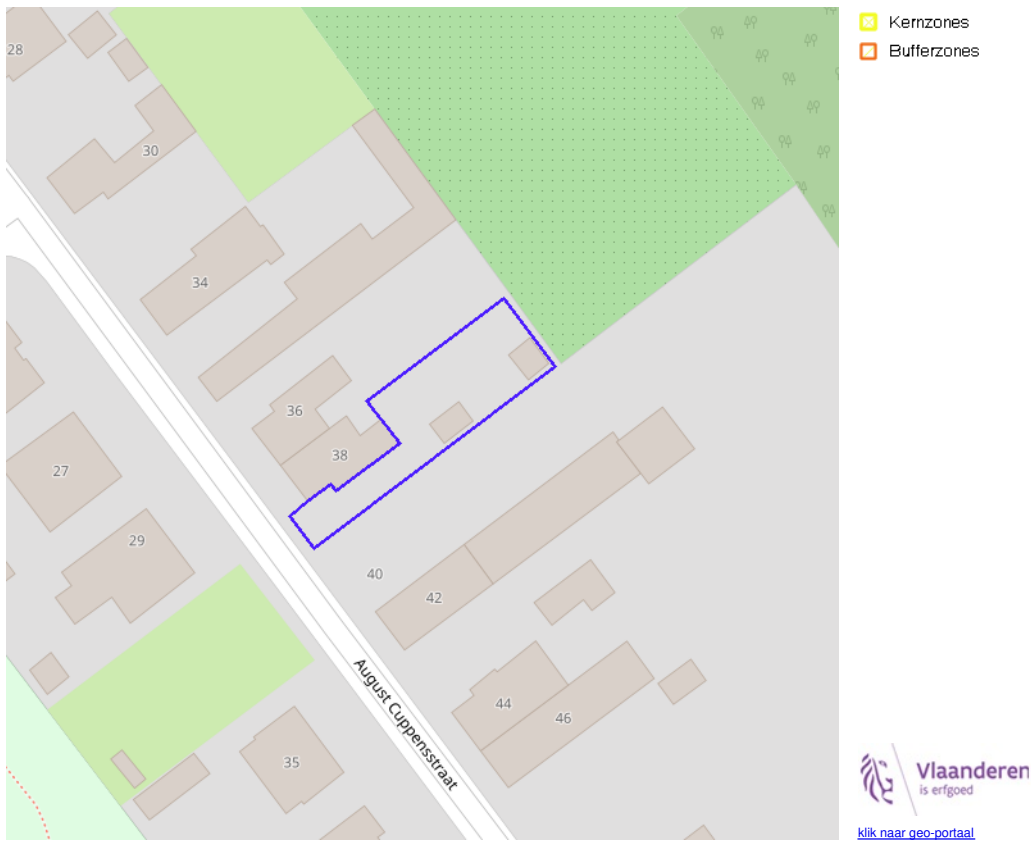 Kernzones
Bufferzones
28
30
34
36
38
27
29
40
42
August Cuppensstraat
44
46
35
Vlaanderen
is erfgoed
klik naar geo-portaal